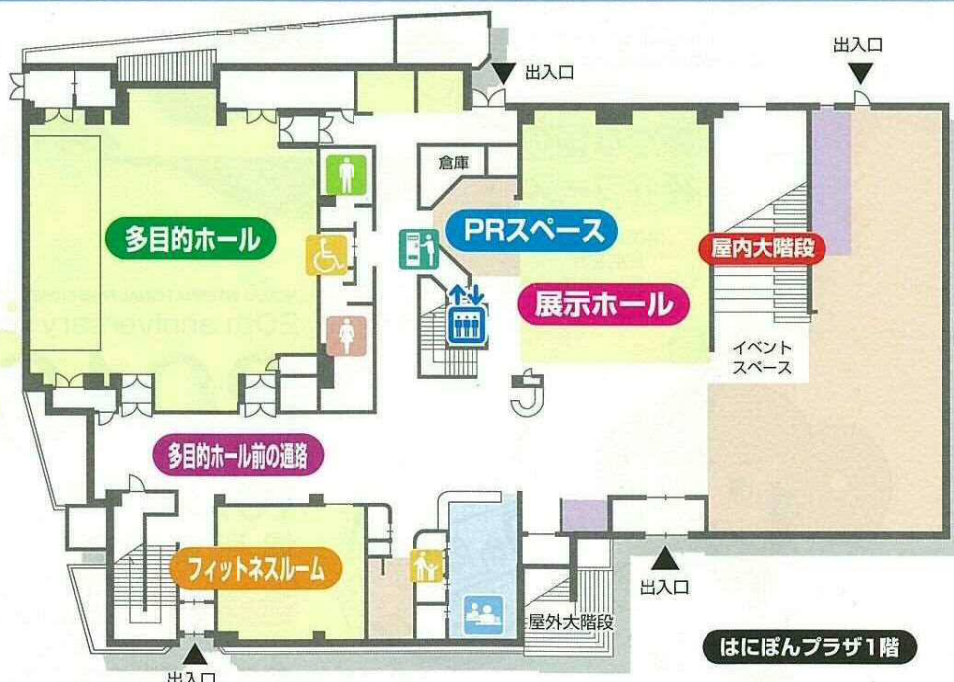 出入口
出入口
倉庫
多目的ホール
PRスペース
屋内大階段
展示ホール
イベント
スペース
多目的ホール前の通路
フィットネスルーム
出入口
屋外大階段
はにぽんプラザ1階
出入口